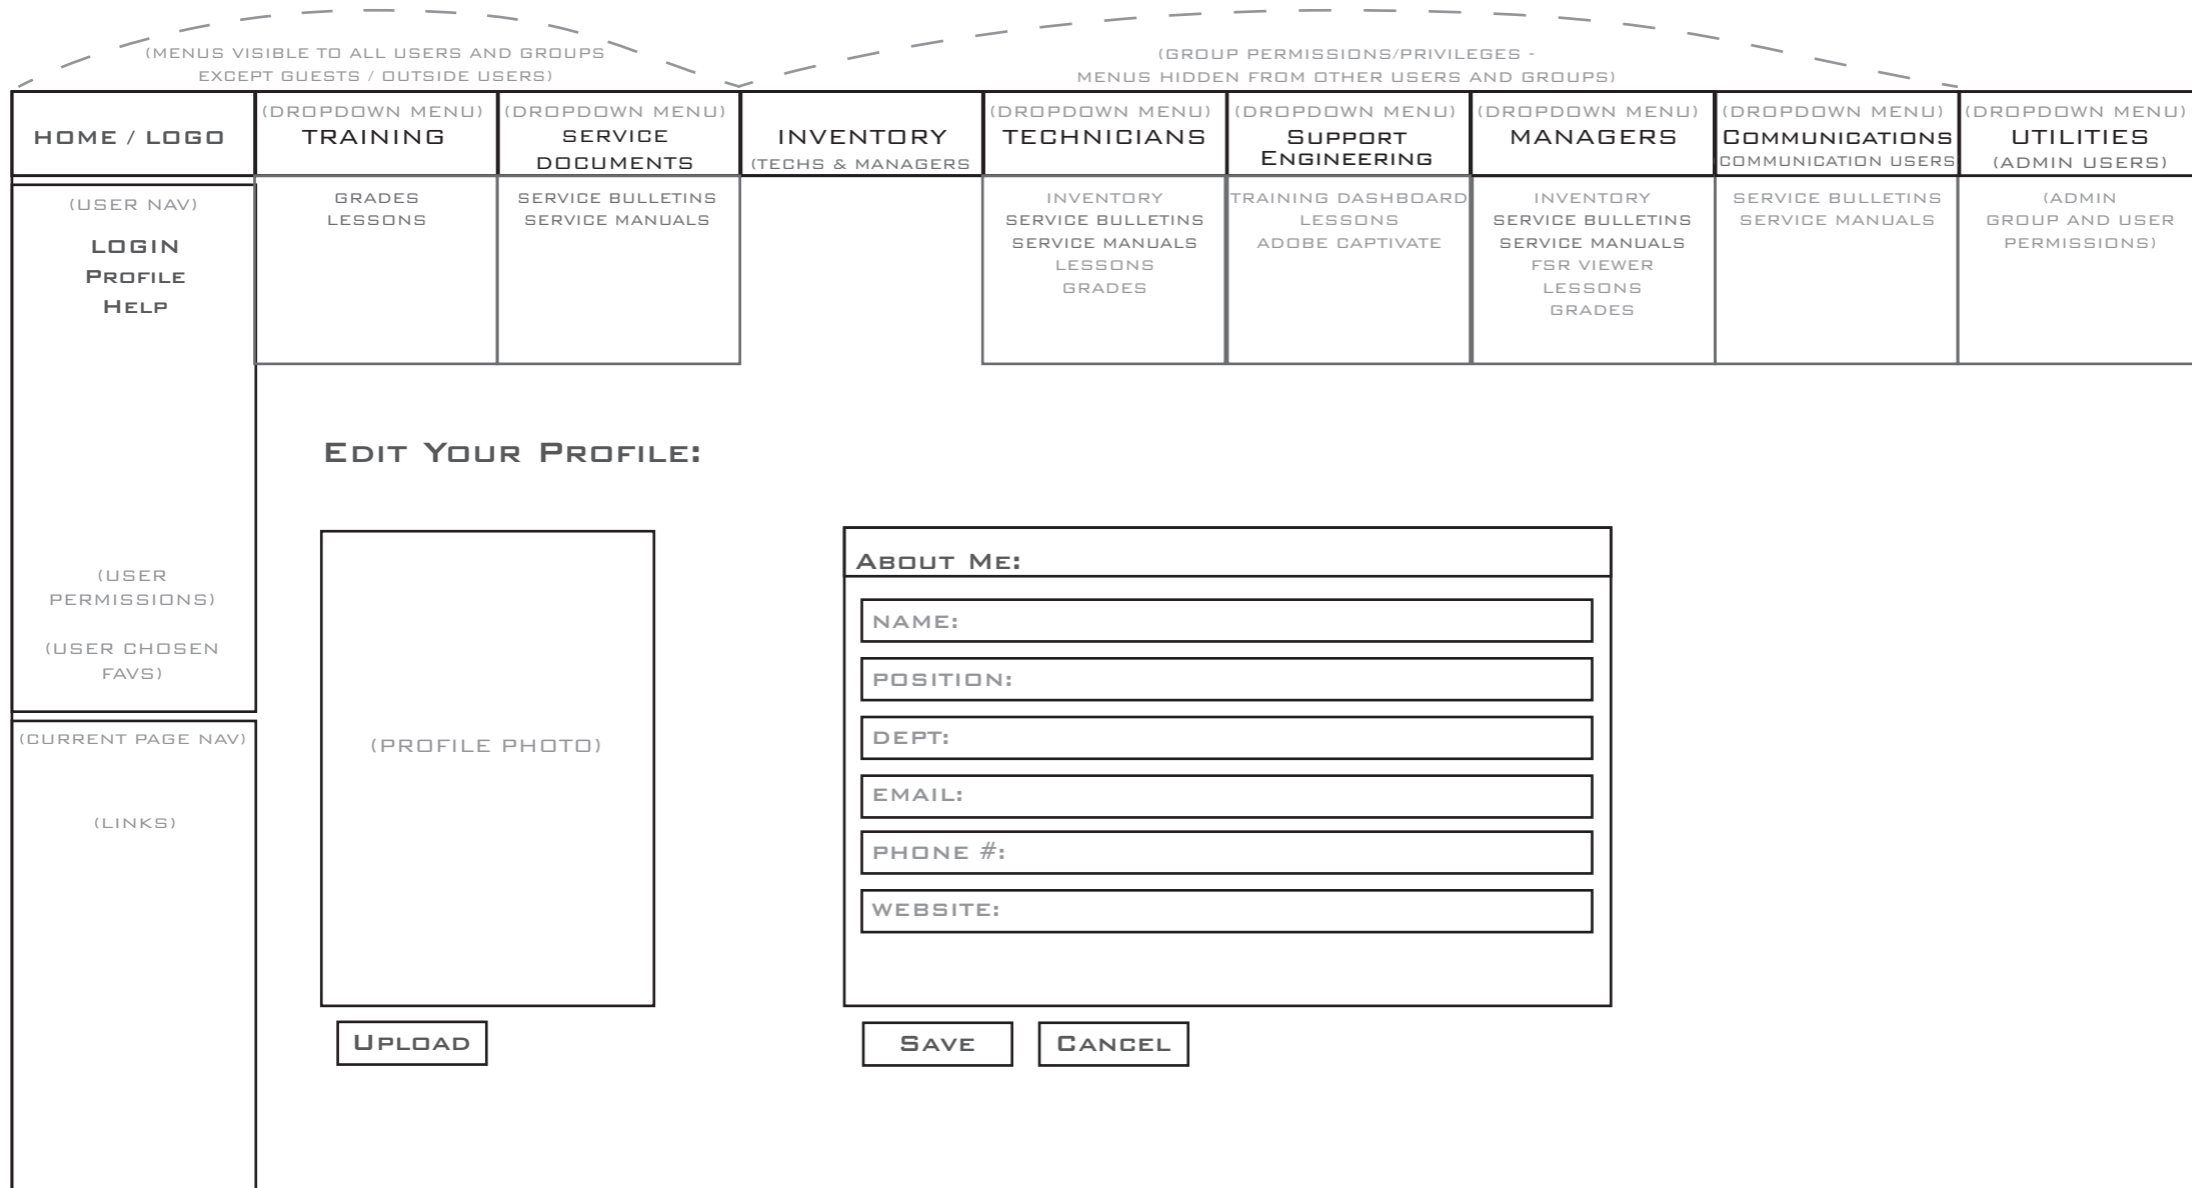 (MENUS VISIBLE TO ALL USERS AND GROUPS
EXCEPT GUESTS / OUTSIDE USERS)
(GROUP PERMISSIONS/PRIVILEGES -
MENUS HIDDEN FROM OTHER USERS AND GROUPS)
HOME / LOGO
(DROPDOWN MENU)
TRAINING
(DROPDOWN MENU)
SERVICE
DOCUMENTS
INVENTORY
(TECHS & MANAGERS
(DROPDOWN MENU)
TECHNICIANS
(DROPDOWN MENU)
SUPPORT
ENGINEERING
(DROPDOWN MENU)
MANAGERS
(DROPDOWN MENU)
COMMUNICATIONS
COMMUNICATION USERS
(DROPDOWN MENU)
UTILITIES
(ADMIN USERS)
(USER NAV)
LOGIN
PROFILE
HELP
(USER
PERMISSIONS)
(USER CHOSEN
FAVS)
(CURRENT PAGE NAV)
(LINKS)
GRADES
LESSONS
SERVICE BULLETINS
SERVICE MANUALS
INVENTORY
SERVICE BULLETINS
SERVICE MANUALS
LESSONS
GRADES
TRAINING DASHBOARD
LESSONS
ADOBE CAPTIVATE
INVENTORY
SERVICE BULLETINS
SERVICE MANUALS
FSR VIEWER
LESSONS
GRADES
SERVICE BULLETINS
SERVICE MANUALS
(ADMIN
GROUP AND USER
PERMISSIONS)
EDIT YOUR PROFILE:
(PROFILE PHOTO)
UPLOAD
ABOUT ME:
NAME:
POSITION:
DEPT:
EMAIL:
PHONE #:
WEBSITE:
SAVE
CANCEL